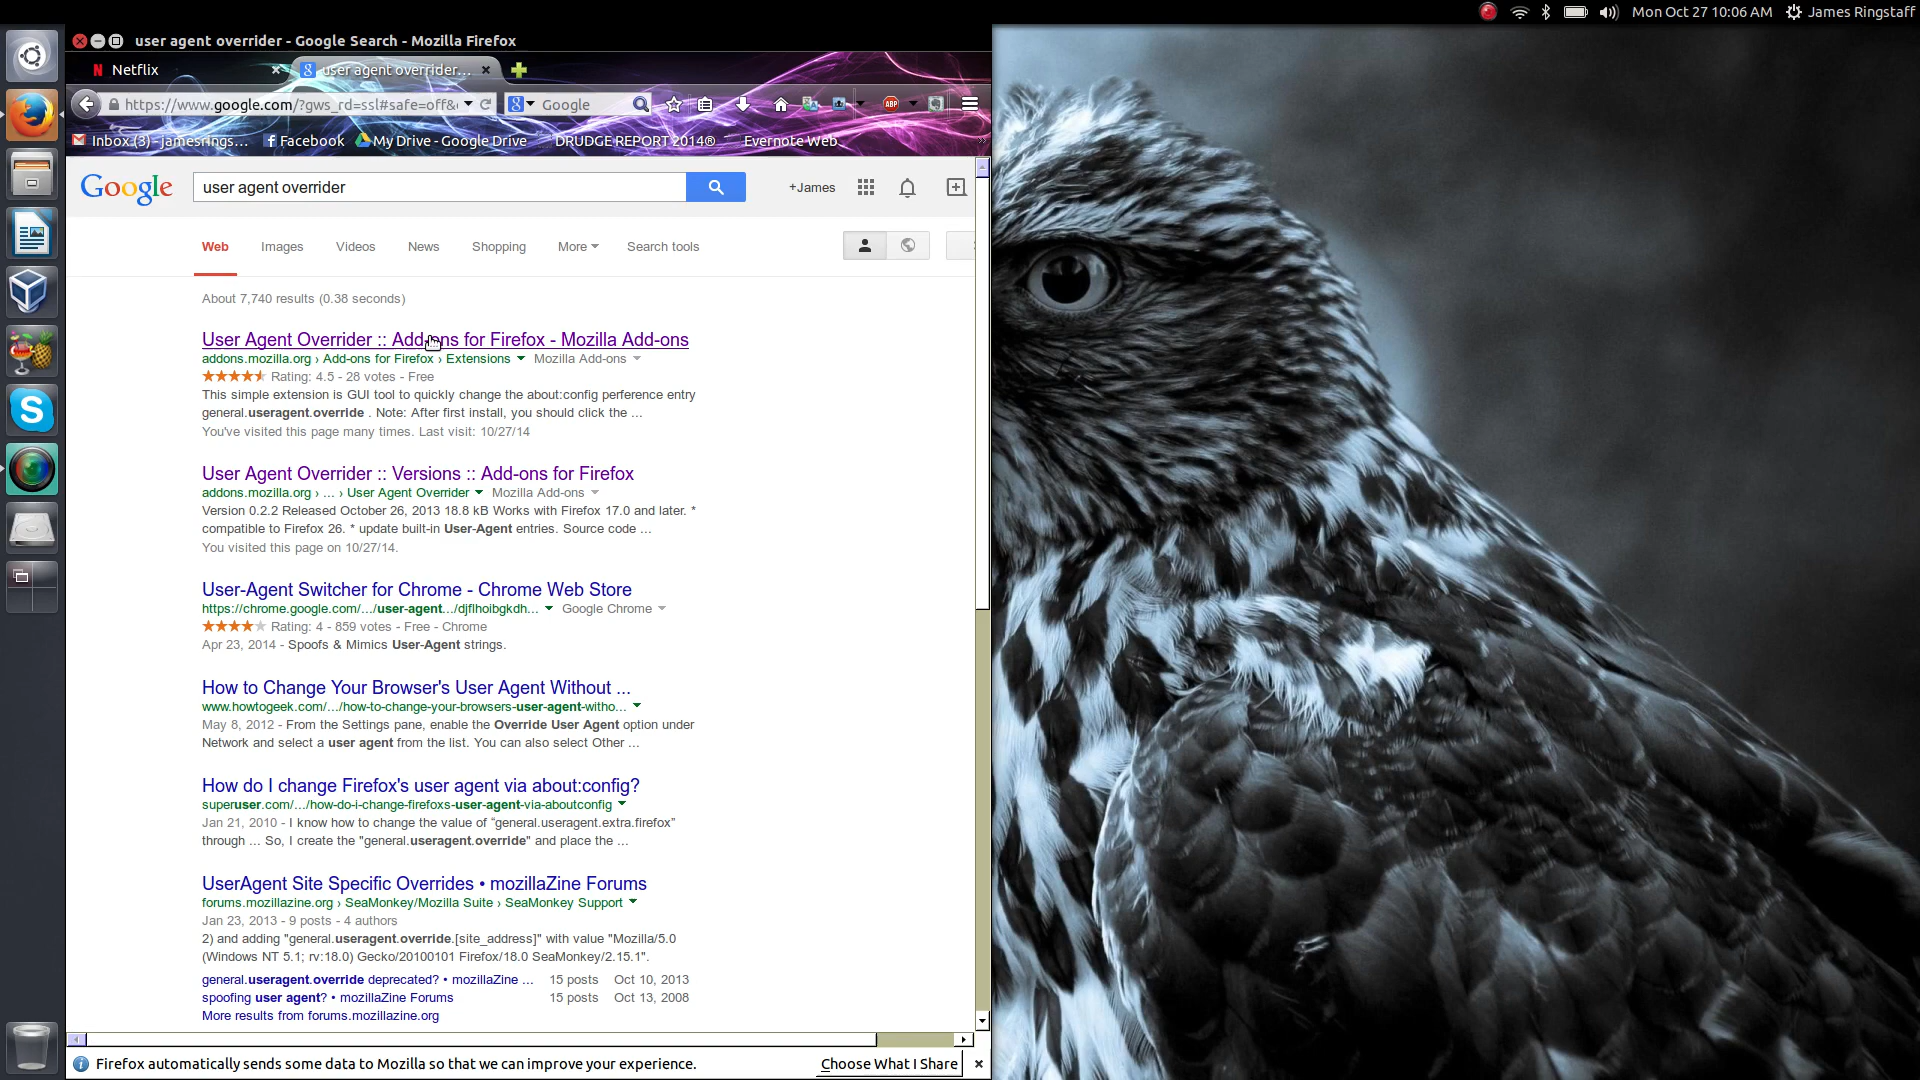 Mon Oct 27 10:06 AM James Ringstaff
user agent overrider - Google Search - Mozilla Firefox
N Netflix
8 user agent overrider...
https://www.google.com/?gws_rd=ssl#safe=off&
8 Google
ABP
Inbox (3) - jamesrings... f Facebook My Drive - Google Drive DRUDGE REPORT 2014® Evernote Web
Google user agent overrider +James
Web Images Videos News Shopping More Search tools
About 7,740 results (0.38 seconds)
User Agent Overrider :: Add-ons for Firefox - Mozilla Add-ons
addons.mozilla.org › Add-ons for Firefox › Extensions Mozilla Add-ons
Rating: 4.5 - 28 votes - Free
This simple extension is GUI tool to quickly change the about:config perference entry
general.useragent.override . Note: After first install, you should click the ...
You've visited this page many times. Last visit: 10/27/14
User Agent Overrider :: Versions :: Add-ons for Firefox
addons.mozilla.org › ... › User Agent Overrider Mozilla Add-ons
Version 0.2.2 Released October 26, 2013 18.8 kB Works with Firefox 17.0 and later. *
compatible to Firefox 26. * update built-in User-Agent entries. Source code ...
You visited this page on 10/27/14.
User-Agent Switcher for Chrome - Chrome Web Store
https://chrome.google.com/.../user-agent.../djflhoibgkdh... Google Chrome
Rating: 4 - 859 votes - Free - Chrome
Apr 23, 2014 - Spoofs & Mimics User-Agent strings.
How to Change Your Browser's User Agent Without ...
www.howtogeek.com/.../how-to-change-your-browsers-user-agent-witho...
May 8, 2012 - From the Settings pane, enable the Override User Agent option under
Network and select a user agent from the list. You can also select Other ...
How do I change Firefox's user agent via about:config?
superuser.com/.../how-do-i-change-firefoxs-user-agent-via-aboutconfig
Jan 21, 2010 - I know how to change the value of “general.useragent.extra.firefox”
through ... So, I create the "general.useragent.override" and place the ...
UserAgent Site Specific Overrides • mozillaZine Forums
forums.mozillazine.org › SeaMonkey/Mozilla Suite › SeaMonkey Support
Jan 23, 2013 - 9 posts - 4 authors
2) and adding "general.useragent.override.[site_address]" with value "Mozilla/5.0
(Windows NT 5.1; rv:18.0) Gecko/20100101 Firefox/18.0 SeaMonkey/2.15.1".
general.useragent.override deprecated? • mozillaZine ... 15 posts Oct 10, 2013
spoofing user agent? • mozillaZine Forums 15 posts Oct 13, 2008
More results from forums.mozillazine.org
Firefox automatically sends some data to Mozilla so that we can improve your experience. Choose What I Share